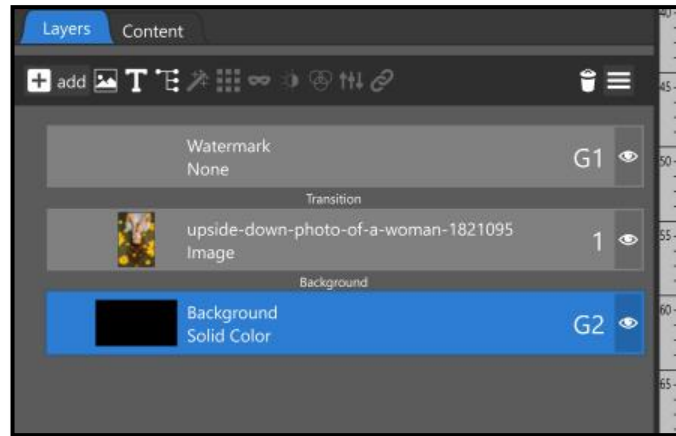 Layers Content
add
Watermark
None
G1
Transition
upside-down-photo-of-a-woman-1821095
Image
1
Background
Background
Solid Color
G2
45
50
55
60
65